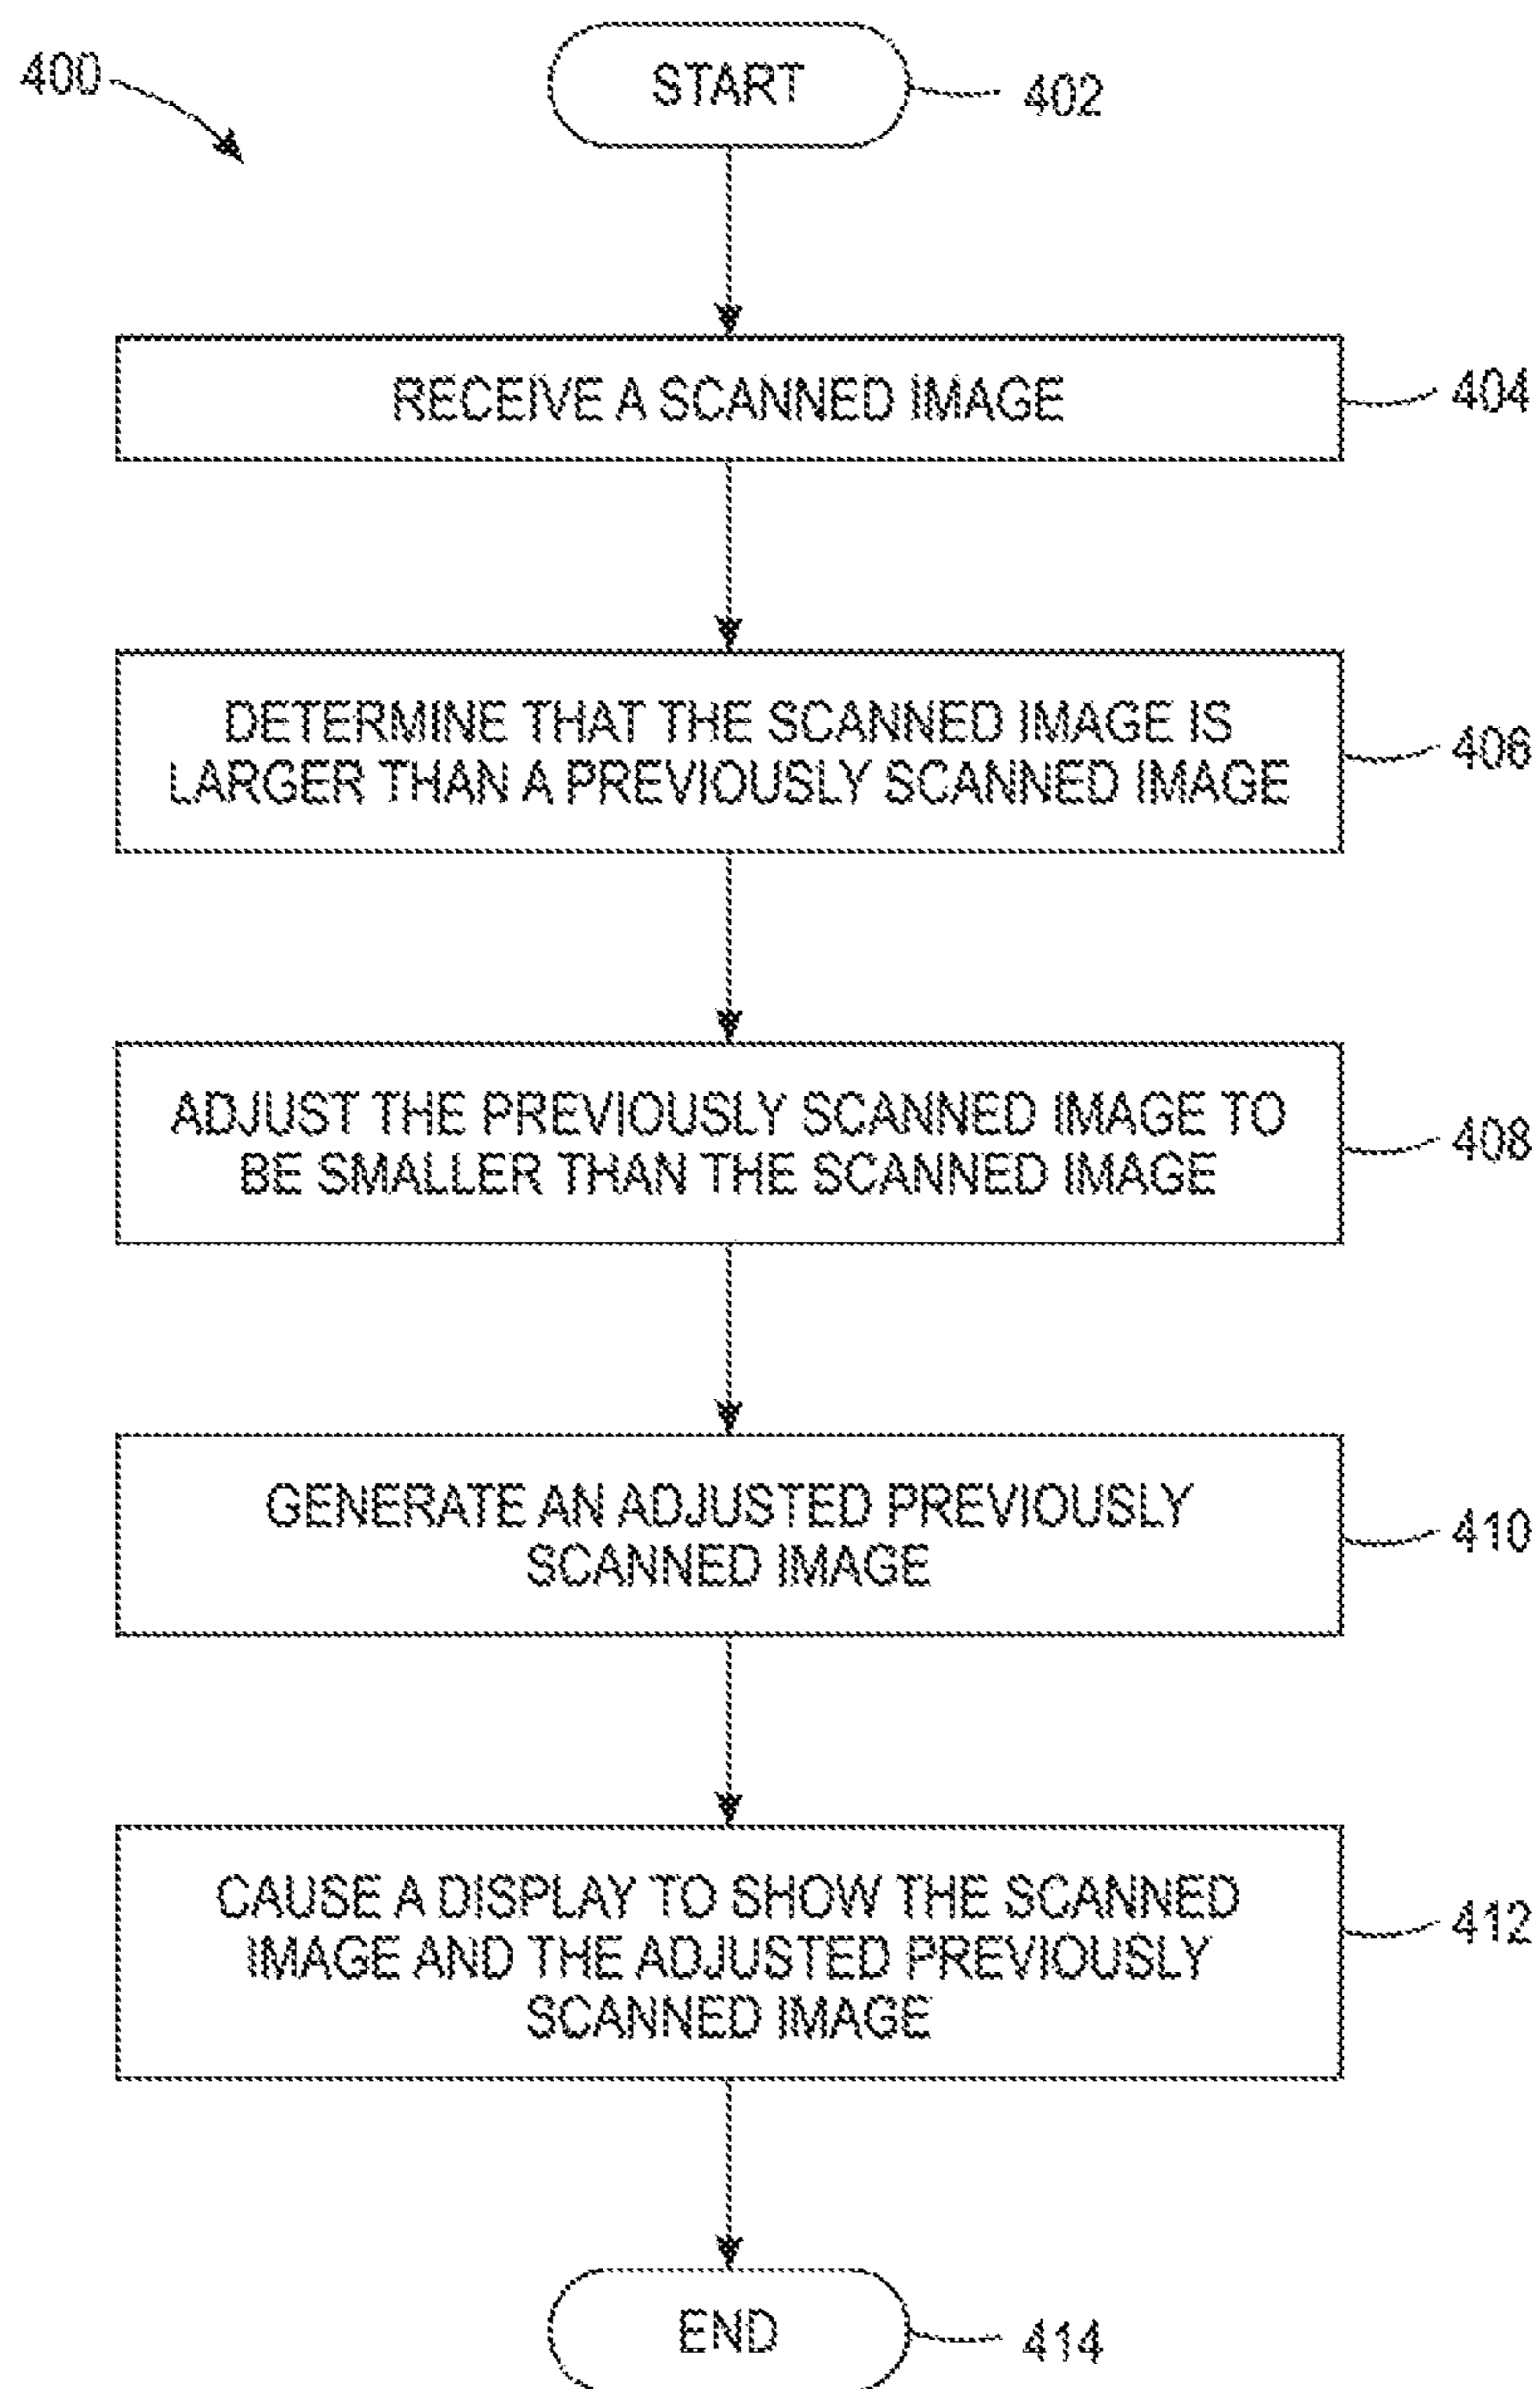 400
START
402
RECEIVE A SCANNED IMAGE
404
DETERMINE THAT THE SCANNED IMAGE IS
LARGER THAN A PREVIOUSLY SCANNED IMAGE
406
ADJUST THE PREVIOUSLY SCANNED IMAGE TO
BE SMALLER THAN THE SCANNED IMAGE
408
GENERATE AN ADJUSTED PREVIOUSLY
SCANNED IMAGE
410
CAUSE A DISPLAY TO SHOW THE SCANNED
IMAGE AND THE ADJUSTED PREVIOUSLY
SCANNED IMAGE
412
END
414